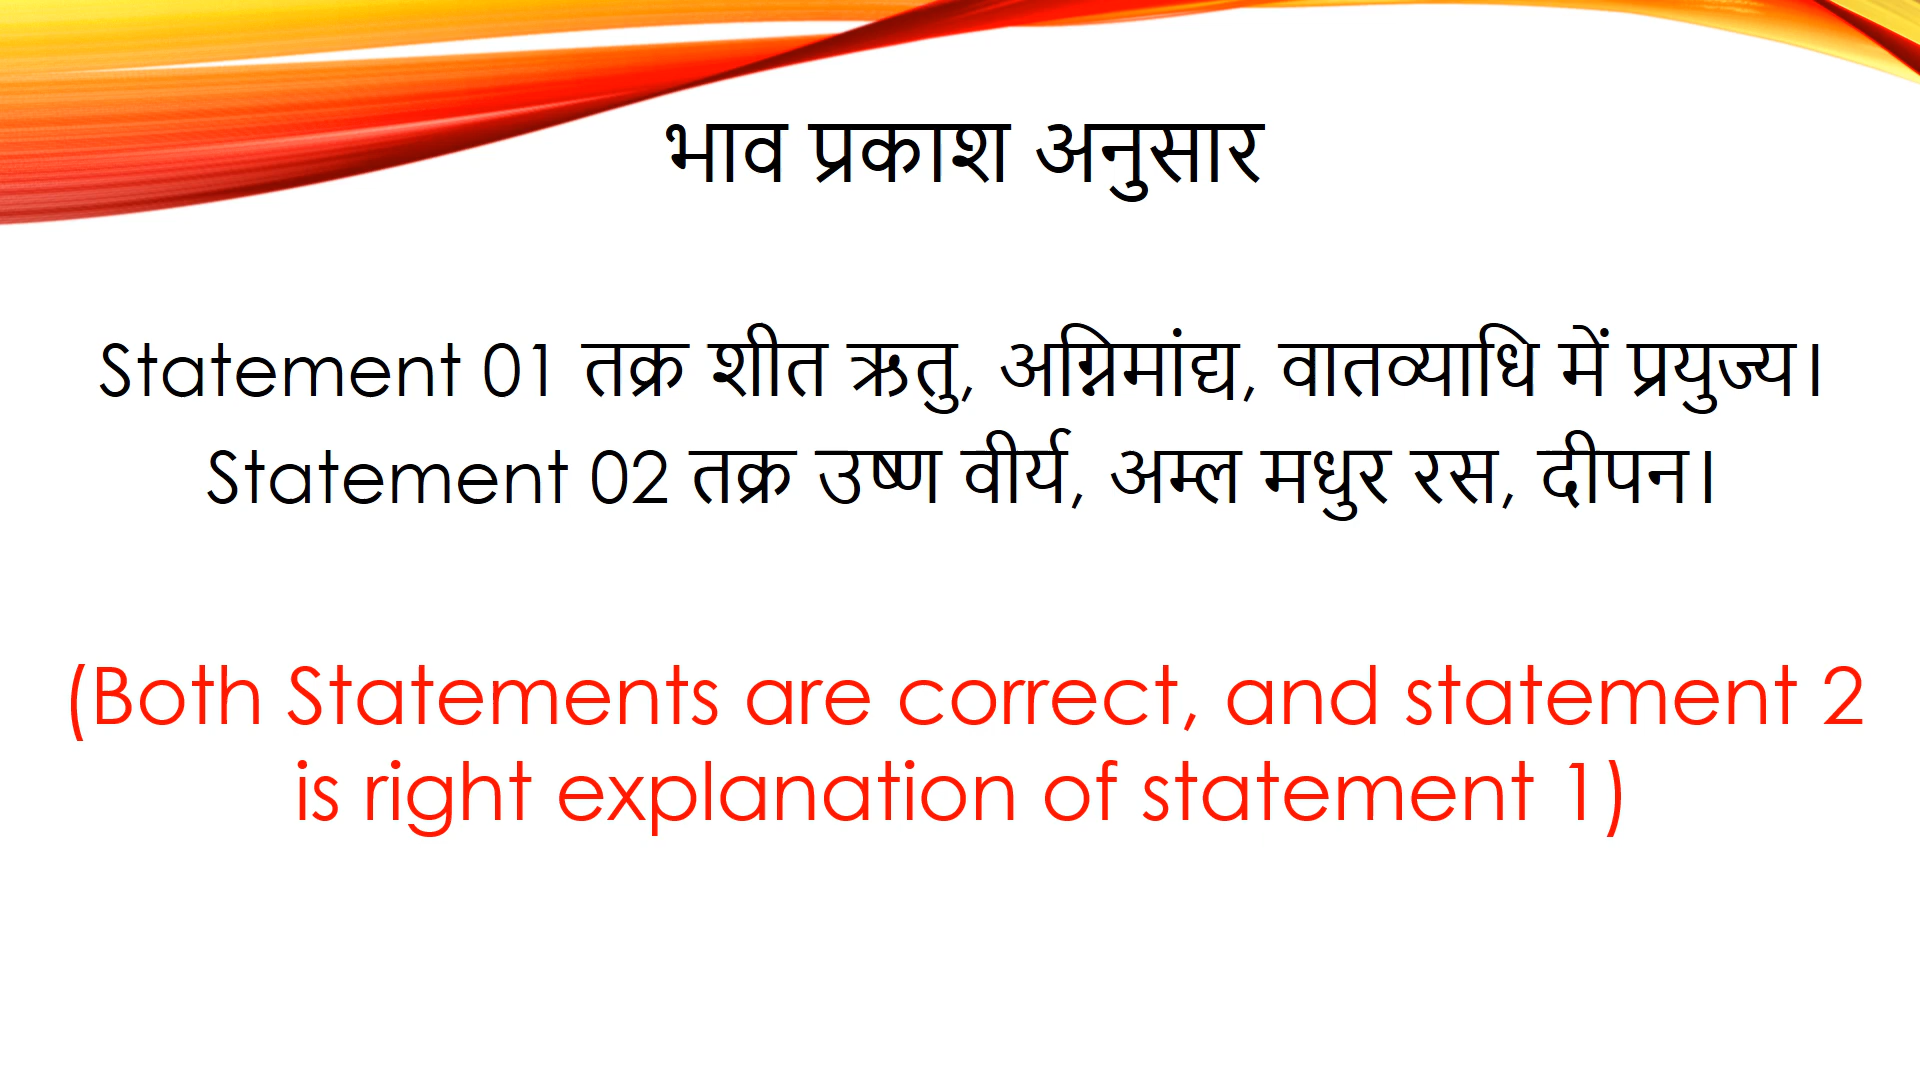 भाव प्रकाश अनुसार
Statement 01 तक्र शीत ऋतु, अग्निमांद्य, वातव्याधि में प्रयुज्य।
Statement 02 तक्र उष्ण वीर्य, अम्ल मधुर रस, दीपन।
(Both Statements are correct, and statement 2
is right explanation of statement 1)